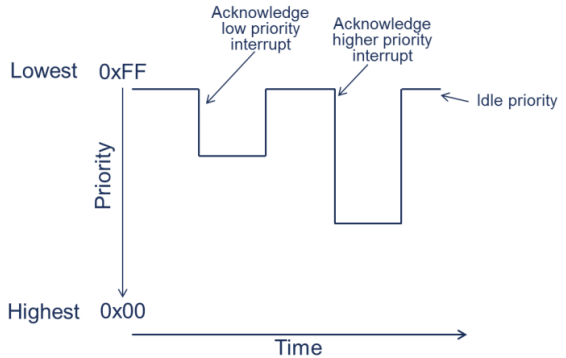 Acknowledge
low priority
interrupt
Acknowledge
higher priority
interrupt
Lowest 0xFF
Idle priority
Priority
Highest 0x00
Time